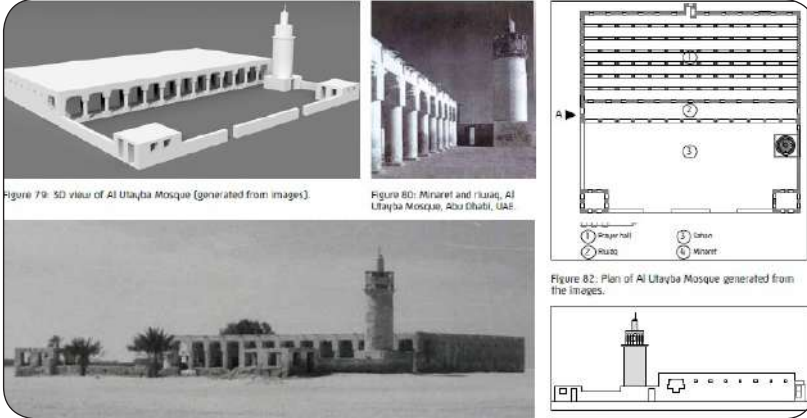 Figure 79: 3D view of Al Utayba Mosque (generated from images).
Figure 80: Minaret and riwaq, Al
Utayba Mosque, Abu Dhabi, UAE.
1
2
A
3
1 Prayer hall
2 Riwaq
3 Sahan
4 Minaret
Figure 82: Plan of Al Utayba Mosque generated from
the images.